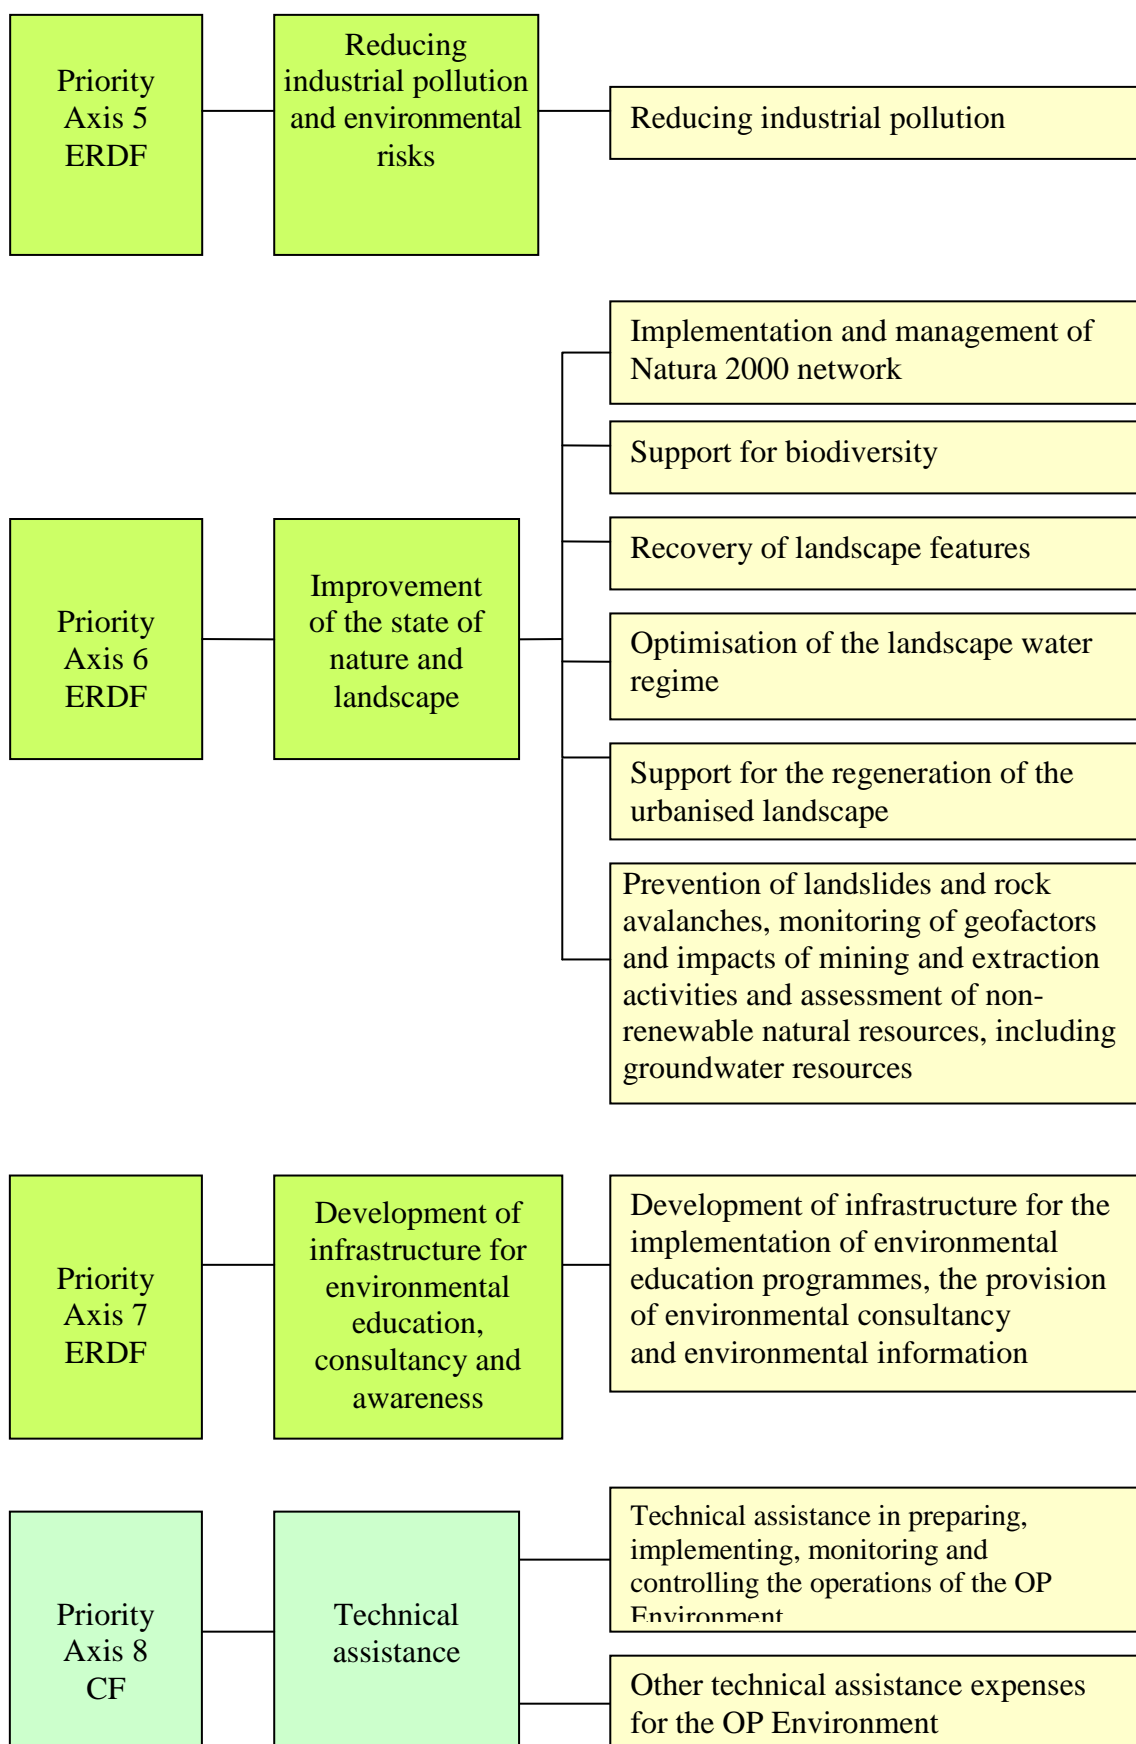 Priority
Axis 5
ERDF
Reducing
industrial pollution
and environmental
risks
Reducing industrial pollution
Priority
Axis 6
ERDF
Improvement
of the state of
nature and
landscape
Implementation and management of
Natura 2000 network
Support for biodiversity
Recovery of landscape features
Optimisation of the landscape water
regime
Support for the regeneration of the
urbanised landscape
Prevention of landslides and rock
avalanches, monitoring of geofactors
and impacts of mining and extraction
activities and assessment of non-
renewable natural resources, including
groundwater resources
Priority
Axis 7
ERDF
Development of
infrastructure for
environmental
education,
consultancy and
awareness
Development of infrastructure for the
implementation of environmental
education programmes, the provision
of environmental consultancy
and environmental information
Priority
Axis 8
CF
Technical
assistance
Technical assistance in preparing,
implementing, monitoring and
controlling the operations of the OP
Environment
Other technical assistance expenses
for the OP Environment